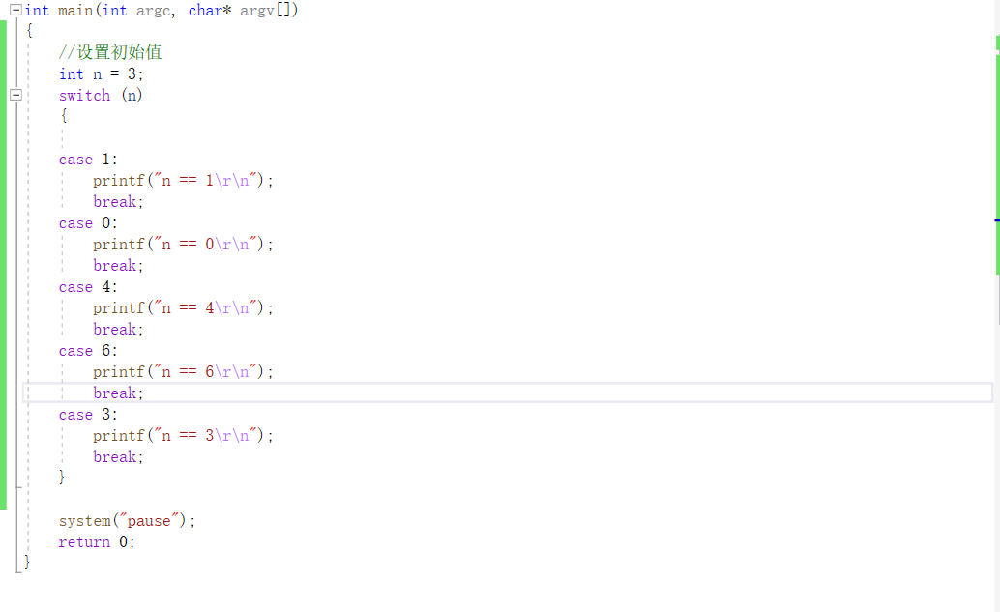 int main(int argc, char* argv[])
{
//设置初始值
int n = 3;
switch (n)
{
case 1:
printf("n == 1\r\n");
break;
case 0:
printf("n == 0\r\n");
break;
case 4:
printf("n == 4\r\n");
break;
case 6:
printf("n == 6\r\n");
break;
case 3:
printf("n == 3\r\n");
break;
}
system("pause");
return 0;
}